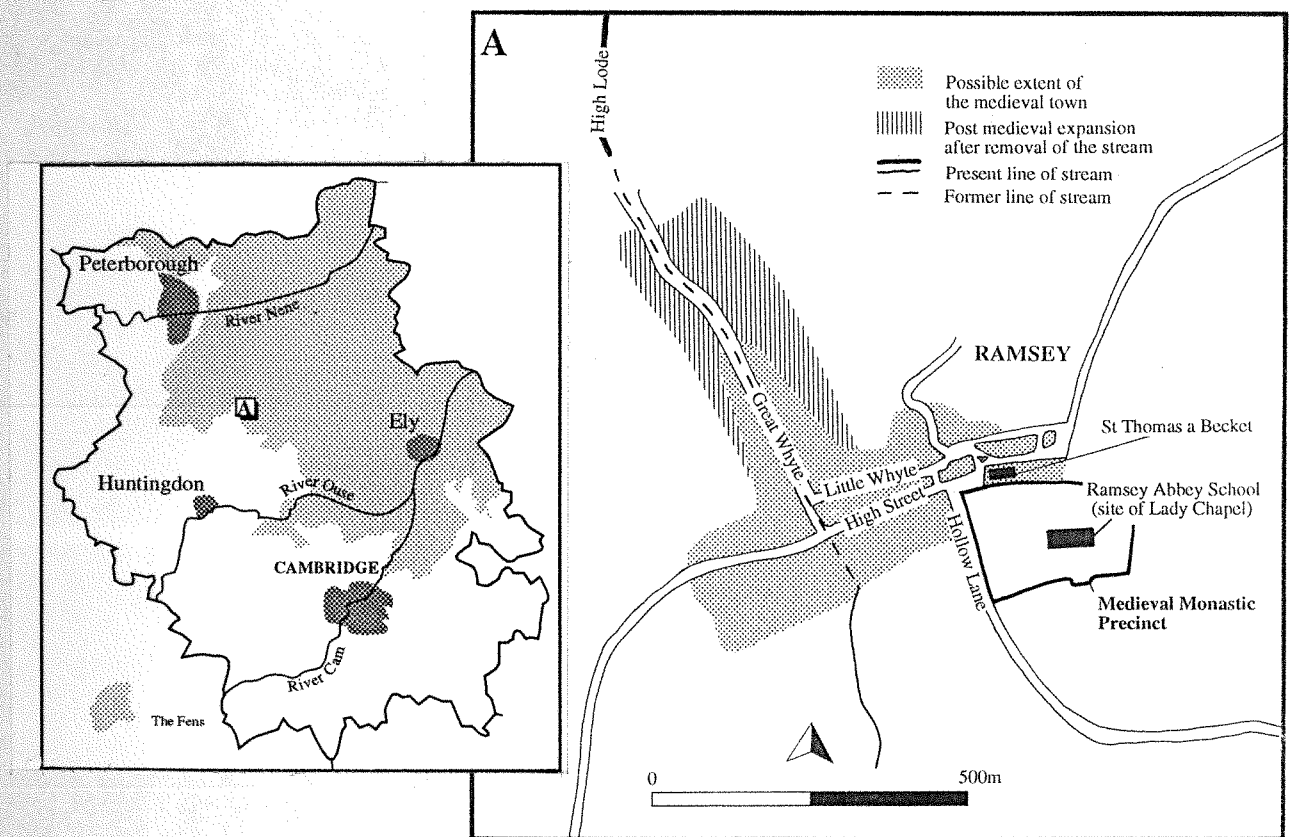 A
High Lode
Possible extent of
the medieval town
Post medieval expansion
after removal of the stream
Present line of stream
Former line of stream
Peterborough
River Nene
A
Ely
Huntingdon
River Ouse
CAMBRIDGE
River Cam
The Fens
RAMSEY
Great Whyte
St Thomas a Becket
Little Whyte
High Street
Ramsey Abbey School
(site of Lady Chapel)
Hollow Lane
Medieval Monastic
Precinct
0 500m